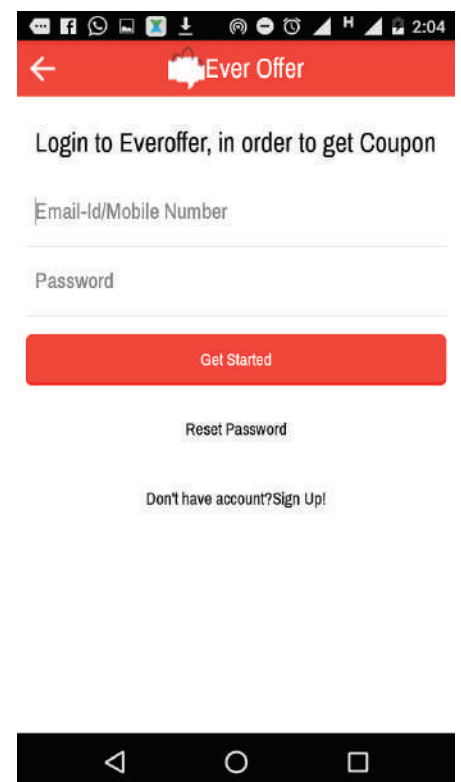 H 2:04
Ever Offer
Login to Everoffer, in order to get Coupon
Email-Id/Mobile Number
Password
Get Started
Reset Password
Don't have account?Sign Up!